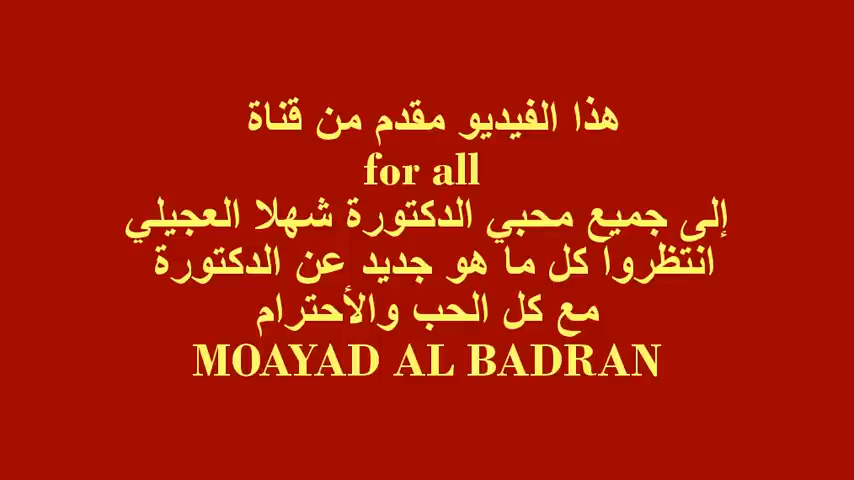 هذا الفيديو مقدم من قناة
for all
إلى جميع محبي الدكتورة شهلا العجيلي
انتظروا كل ما هو جديد عن الدكتورة
مع كل الحب والأحترام
MOAYAD AL BADRAN